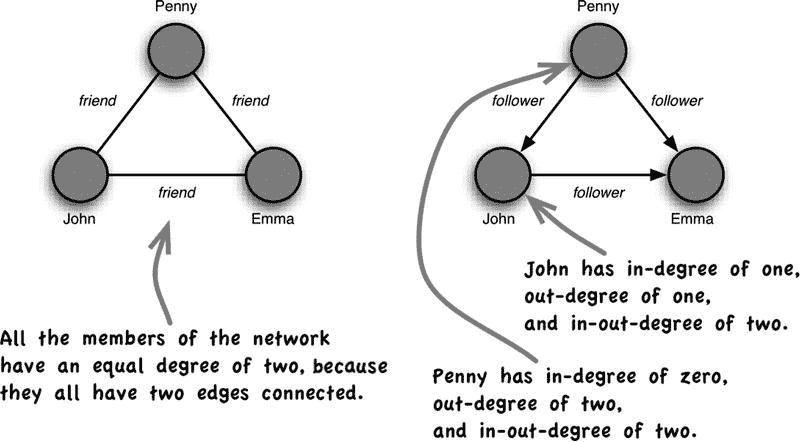 Penny
friend
friend
John
friend
Emma
All the members of the network
have an equal degree of two, because
they all have two edges connected.
Penny
follower
follower
John
follower
Emma
John has in-degree of one,
out-degree of one,
and in-out-degree of two.
Penny has in-degree of zero,
out-degree of two,
and in-out-degree of two.